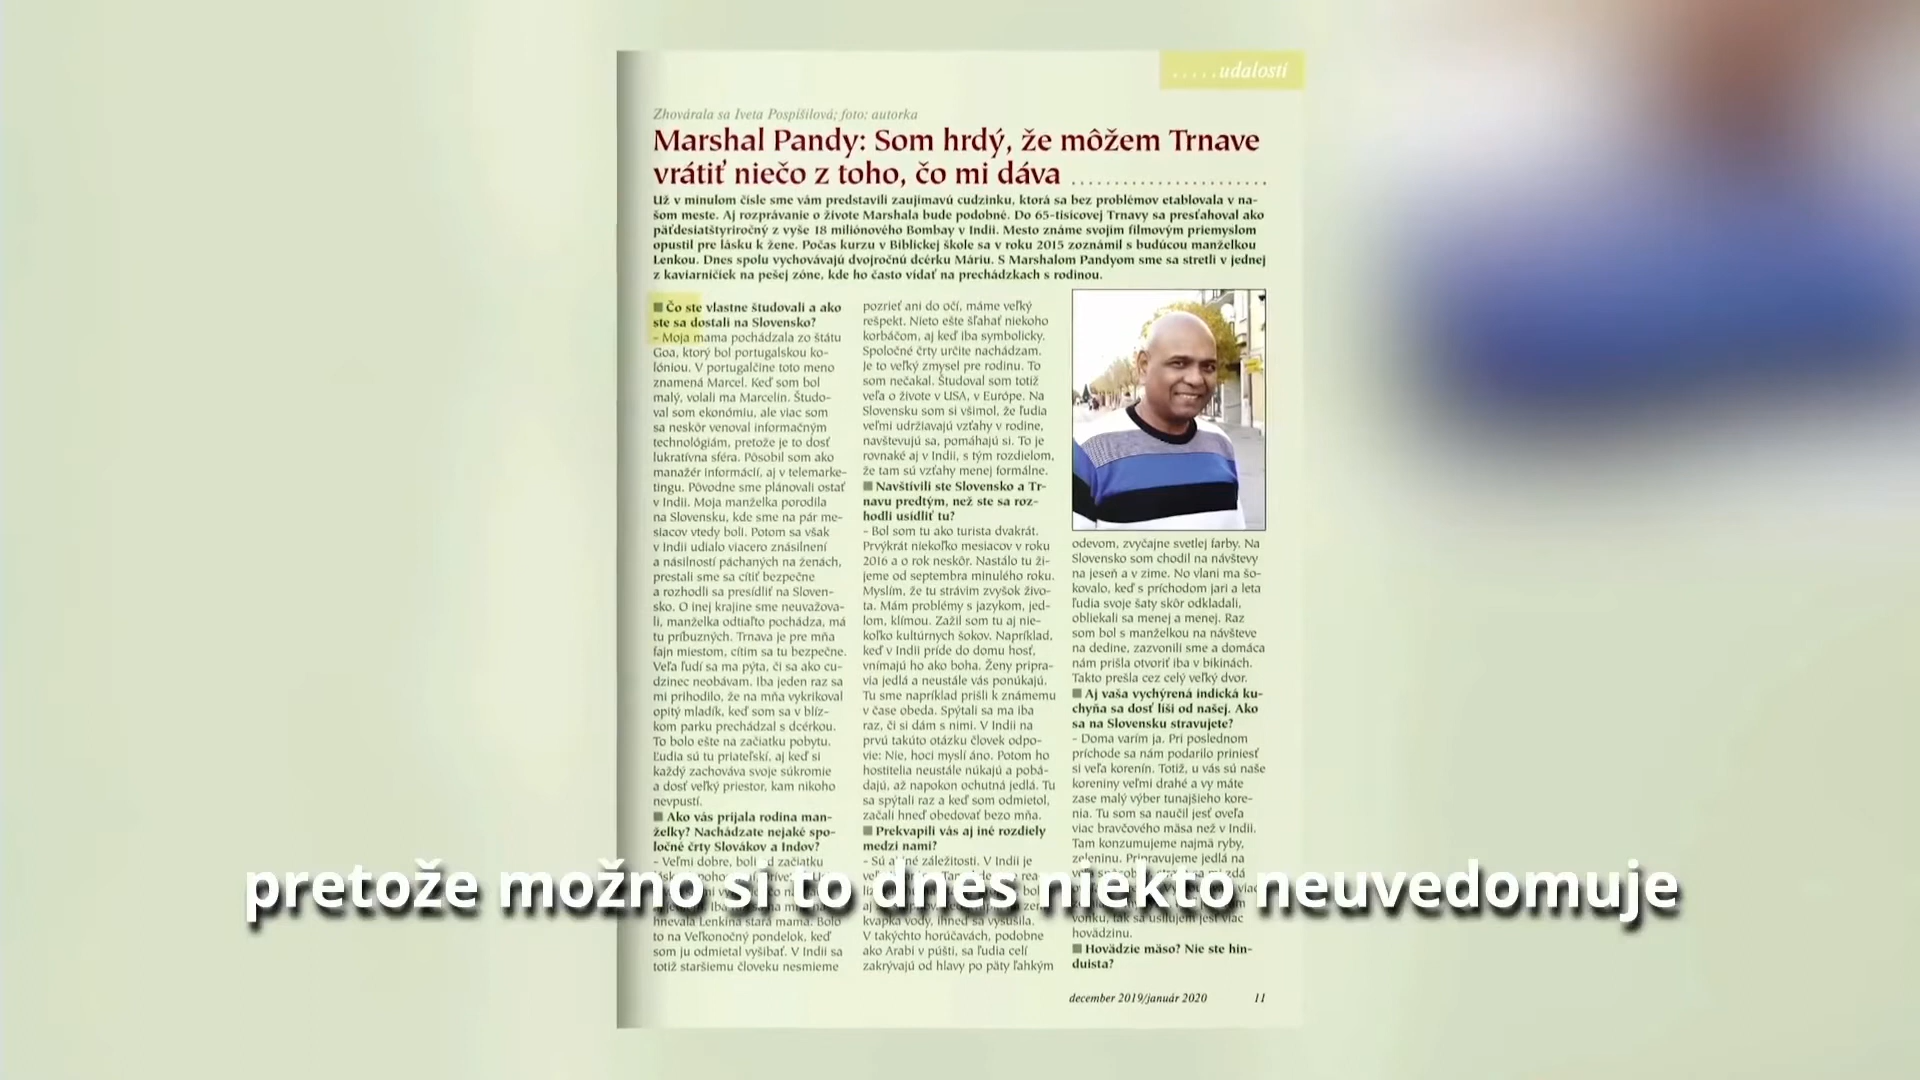 .....udalosti
Zhovárala sa Iveta Pospíšilová; foto: autorka
Marshal Pandy: Som hrdý, že môžem Trnave
vrátiť niečo z toho, čo mi dáva ........................
Už v minulom čísle sme vám predstavili zaujímavú cudzinku, ktorá sa bez problémov etablovala v na-
šom meste. Aj rozprávanie o živote Marshala bude podobné. Do 65-tisícovej Trnavy sa presťahoval ako
päťdesiatštyriročný z vyše 18 miliónového Bombay v Indii. Mesto známe svojim filmovým priemyslom
opustil pre lásku k žene. Počas kurzu v Biblickej škole sa v roku 2015 zoznámil s budúcou manželkou
Lenkou. Dnes spolu vychovávajú dvojročnú dcérku Máriu. S Marshalom Pandyom sme sa stretli v jednej
z kaviarničiek na pešej zóne, kde ho často vídať na prechádzkach s rodinou.
Čo ste vlastne študovali a ako
ste sa dostali na Slovensko?
– Moja mama pochádzala zo štátu
Goa, ktorý bol portugalskou ko-
lóniou. V portugalčine toto meno
znamená Marcel. Keď som bol
malý, volali ma Marcelin. Študo-
val som ekonómiu, ale viac som
sa neskôr venoval informačným
technológiám, pretože je to dosť
lukratívna sféra. Pôsobil som ako
manažér informácií, aj v telemarke-
tingu. Pôvodne sme plánovali ostať
v Indii. Moja manželka porodila
na Slovensku, kde sme na pár me-
siacov vtedy boli. Potom sa však
v Indii udialo viacero znásilnení
a násilností páchaných na ženách,
prestali sme sa cítiť bezpečne
a rozhodli sa presídliť na Sloven-
sko. O inej krajine sme neuvažova-
li, manželka odtiaľto pochádza, má
tu príbuzných. Trnava je pre mňa
fajn miestom, cítim sa tu bezpečne.
Veľa ľudí sa ma pýta, či sa ako cu-
dzinec neobávam. Iba jeden raz sa
mi prihodilo, že na mňa vykrikoval
opitý mladík, keď som sa v blíz-
kom parku prechádzal s dcérkou.
To bolo ešte na začiatku pobytu.
Ľudia sú tu priateľskí, aj keď si
každý zachováva svoje súkromie
a dosť veľký priestor, kam nikoho
nevpustí.
Ako vás prijala rodina man-
želky? Nachádzate nejaké spo-
ločné črty Slovákov a Indov?
– Veľmi dobre, boli od začiatku
hnevala Lenkina stará mama. Bolo
to na Veľkonočný pondelok, keď
som ju odmietal vyšibať. V Indii sa
totiž staršiemu človeku nesmieme
pozrieť ani do očí, máme veľký
rešpekt. Nieto ešte šľahať niekoho
korbáčom, aj keď iba symbolicky.
Spoločné črty určite nachádzam.
Je to veľký zmysel pre rodinu. To
som nečakal. Študoval som totiž
veľa o živote v USA, v Európe. Na
Slovensku som si všimol, že ľudia
veľmi udržiavajú vzťahy v rodine,
navštevujú sa, pomáhajú si. To je
rovnaké aj v Indii, s tým rozdielom,
že tam sú vzťahy menej formálne.
Navštívili ste Slovensko a Tr-
navu predtým, než ste sa roz-
hodli usídliť tu?
– Bol som tu ako turista dvakrát.
Prvýkrát niekoľko mesiacov v roku
2016 a o rok neskôr. Nastálo tu ži-
jeme od septembra minulého roku.
Myslím, že tu strávim zvyšok živo-
ta. Mám problémy s jazykom, jed-
lom, klímou. Zažil som tu aj nie-
koľko kultúrnych šokov. Napríklad,
keď v Indii príde do domu hosť,
vnímajú ho ako boha. Ženy pripra-
via jedlá a neustále vás ponúkajú.
Tu sme napríklad prišli k známemu
v čase obeda. Spýtali sa ma iba
raz, či si dám s nimi. V Indii na
prvú takúto otázku človek odpo-
vie: Nie, hoci myslí áno. Potom ho
hostitelia neustále núkajú a pobá-
dajú, až napokon ochutná jedlá. Tu
sa spýtali raz a keď som odmietol,
začali hneď obedovať bezo mňa.
Prekvapili vás aj iné rozdiely
medzi nami?
– Sú aj iné záležitosti. V Indii je
kvapka vody, ihneď sa vysušila.
V takýchto horúčavách, podobne
ako Arabi v púšti, sa ľudia celí
zakrývajú od hlavy po päty ľahkým
odevom, zvyčajne svetlej farby. Na
Slovensko som chodil na návštevy
na jeseň a v zime. No vlani ma šo-
kovalo, keď s príchodom jari a leta
ľudia svoje šaty skôr odkladali,
obliekali sa menej a menej. Raz
som bol s manželkou na návšteve
na dedine, zazvonili sme a domáca
nám prišla otvoriť iba v bikinách.
Takto prešla cez celý veľký dvor.
Aj vaša vychýrená indická ku-
chyňa sa dosť líši od našej. Ako
sa na Slovensku stravujete?
– Doma varím ja. Pri poslednom
príchode sa nám podarilo priniesť
si veľa korenín. Totiž, u vás sú naše
koreniny veľmi drahé a vy máte
zase malý výber tunajšieho kore-
nia. Tu som sa naučil jesť oveľa
viac bravčového mäsa než v Indii.
Tam konzumujeme najmä ryby,
zeleninu. Pripravujeme jedlá na
vonku, tak sa usilujem jesť viac
hovädzinu.
Hovädzie mäso? Nie ste hin-
duista?
pretože možno si to dnes niekto neuvedomuje
december 2019/január 2020 11